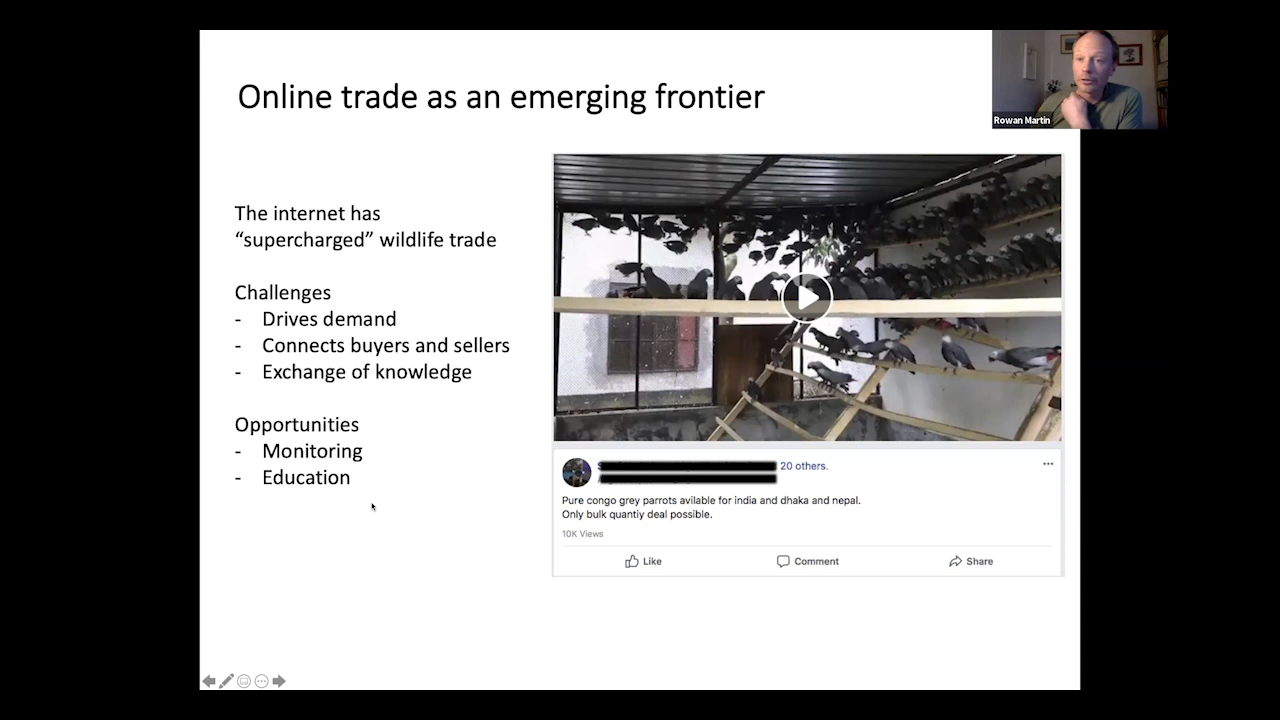 Online trade as an emerging frontier
Rowan Martin
The internet has
“supercharged” wildlife trade
Challenges
- Drives demand
- Connects buyers and sellers
- Exchange of knowledge
Opportunities
- Monitoring
- Education
20 others.
Pure congo grey parrots avilable for india and dhaka and nepal.
Only bulk quantiy deal possible.
10K Views
Like
Comment
Share